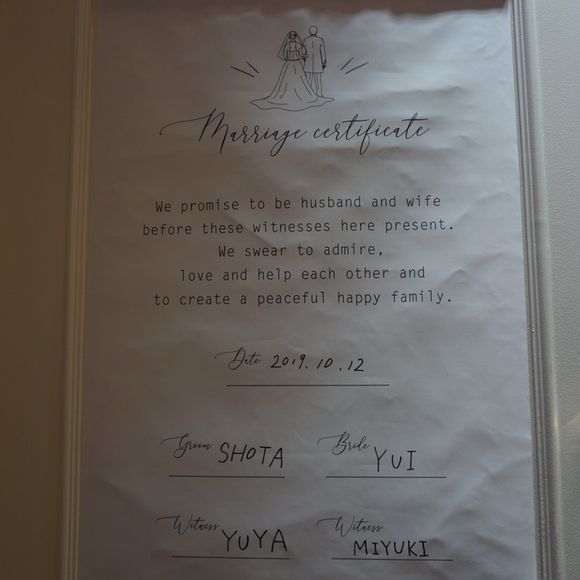 Marriage certificate
We promise to be husband and wife
before these witnesses here present.
We swear to admire,
love and help each other and
to create a peaceful happy family.
Date 2019.10.12
Groom SHOTA Bride YUI
Witness YUYA Witness MIYUKI